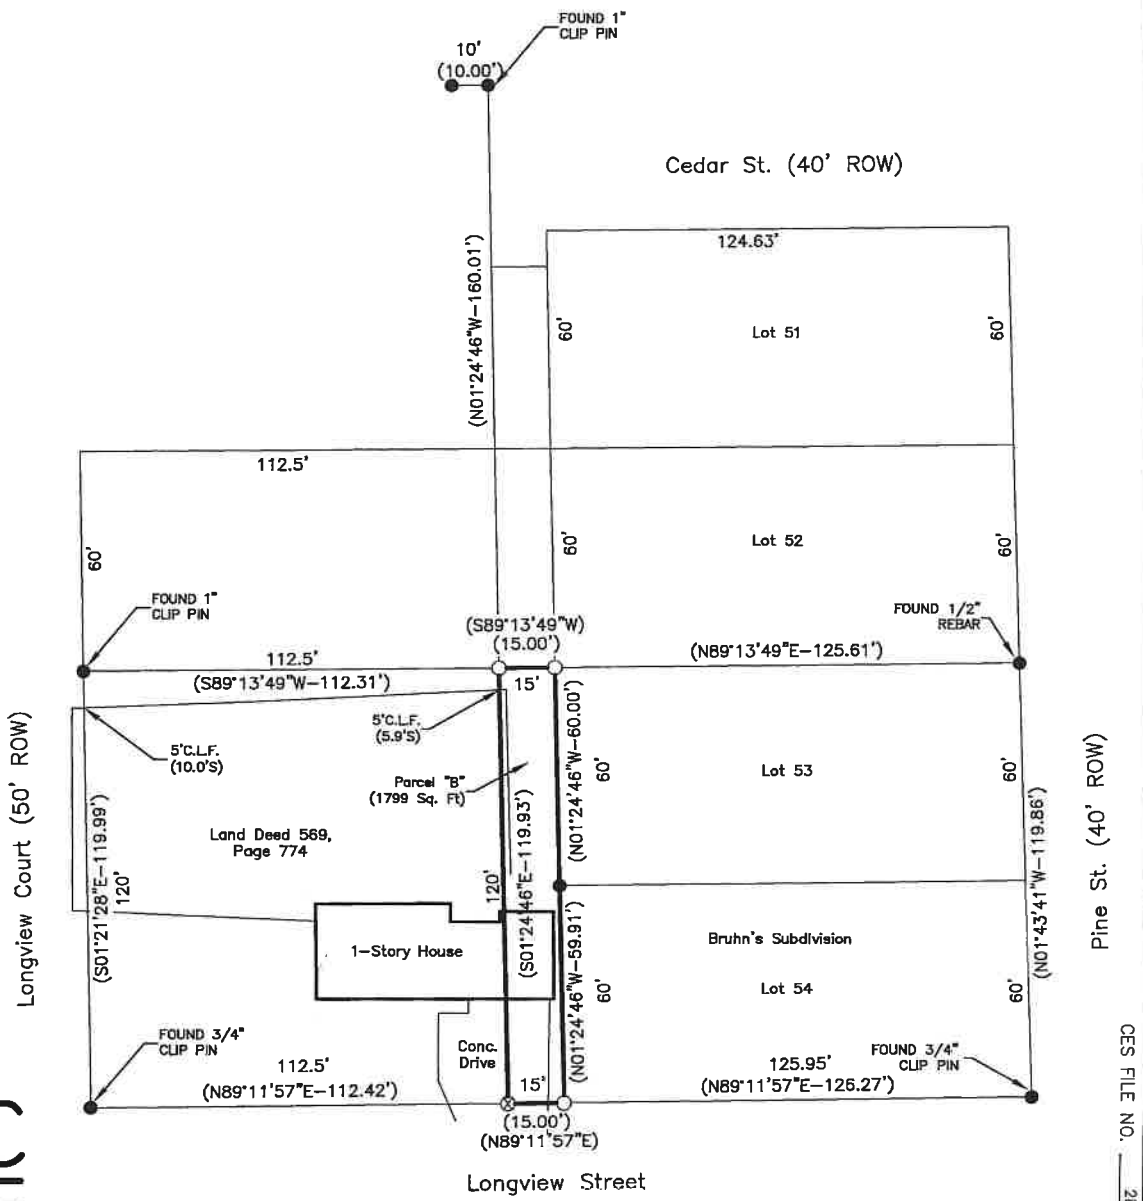 FOUND 1"
CLIP PIN
10'
(10.00')
Cedar St. (40' ROW)
124.63'
(N01°24'46"W-160.01')
60'
Lot 51
60'
112.5'
60'
60'
Lot 52
60'
FOUND 1"
CLIP PIN
FOUND 1/2"
REBAR
(S89°13'49"W)
(15.00')
112.5'
(S89°13'49"W-112.31')
15'
(N89°13'49"E-125.61')
5'C.L.F.
(5.9'S)
5'C.L.F.
(10.0'S)
Parcel "B"
(1799 Sq. Ft)
(N01°24'46"W-60.00')
60'
Lot 53
60'
Longview Court (50' ROW)
(S01°21'28"E-119.99')
120'
Land Deed 569,
Page 774
120'
(S01°24'46"E-119.93')
(N01°43'41"W-119.86')
Pine St. (40' ROW)
1-Story House
(N01°24'46"W-59.91')
60'
Bruhn's Subdivision
Lot 54
60'
FOUND 3/4"
CLIP PIN
Conc.
Drive
FOUND 3/4"
CLIP PIN
112.5'
(N89°11'57"E-112.42')
15'
(15.00')
(N89°11'57"E)
125.95'
(N89°11'57"E-126.27')
Longview Street
CES FILE NO.